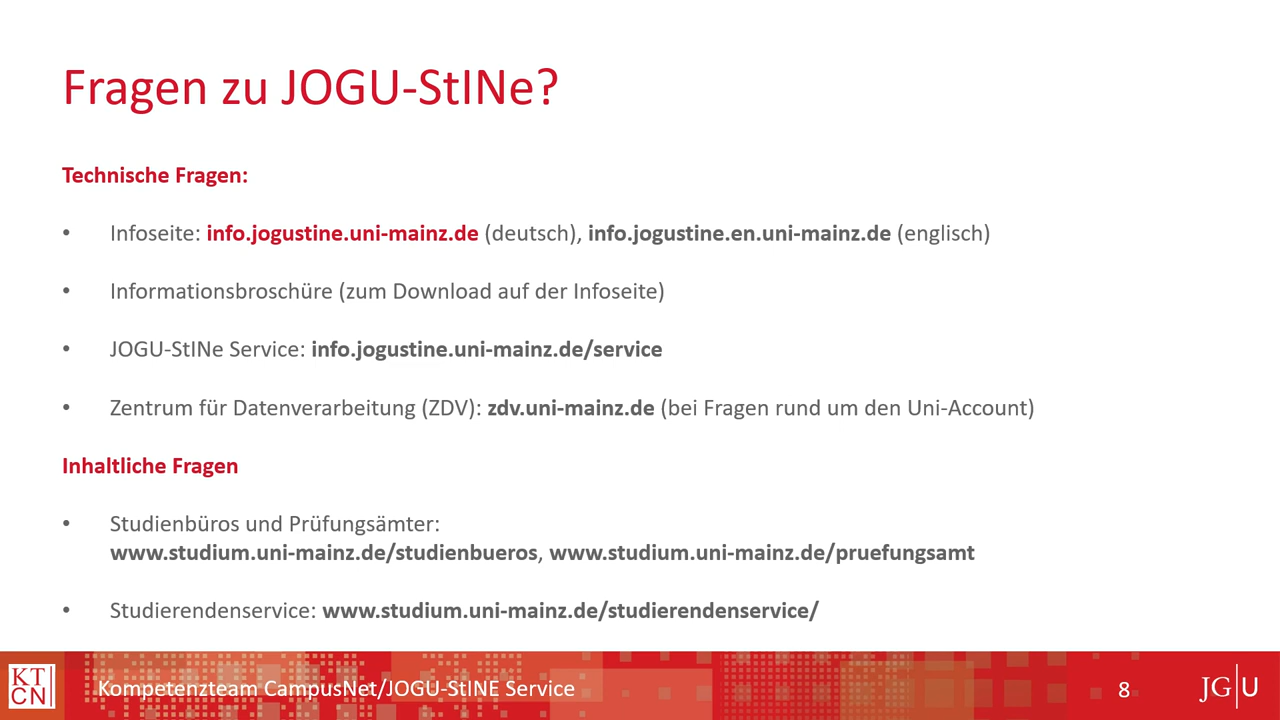 Fragen zu JOGU-StINe?
Technische Fragen:
• Infoseite: info.jogustine.uni-mainz.de (deutsch), info.jogustine.en.uni-mainz.de (englisch)
• Informationsbroschüre (zum Download auf der Infoseite)
• JOGU-StINe Service: info.jogustine.uni-mainz.de/service
• Zentrum für Datenverarbeitung (ZDV): zdv.uni-mainz.de (bei Fragen rund um den Uni-Account)
Inhaltliche Fragen
• Studienbüros und Prüfungsämter:
www.studium.uni-mainz.de/studienbueros, www.studium.uni-mainz.de/pruefungsamt
• Studierendenservice: www.studium.uni-mainz.de/studierendenservice/
KT
CN
Kompetenzteam CampusNet/JOGU-StINE Service
8
JG|U